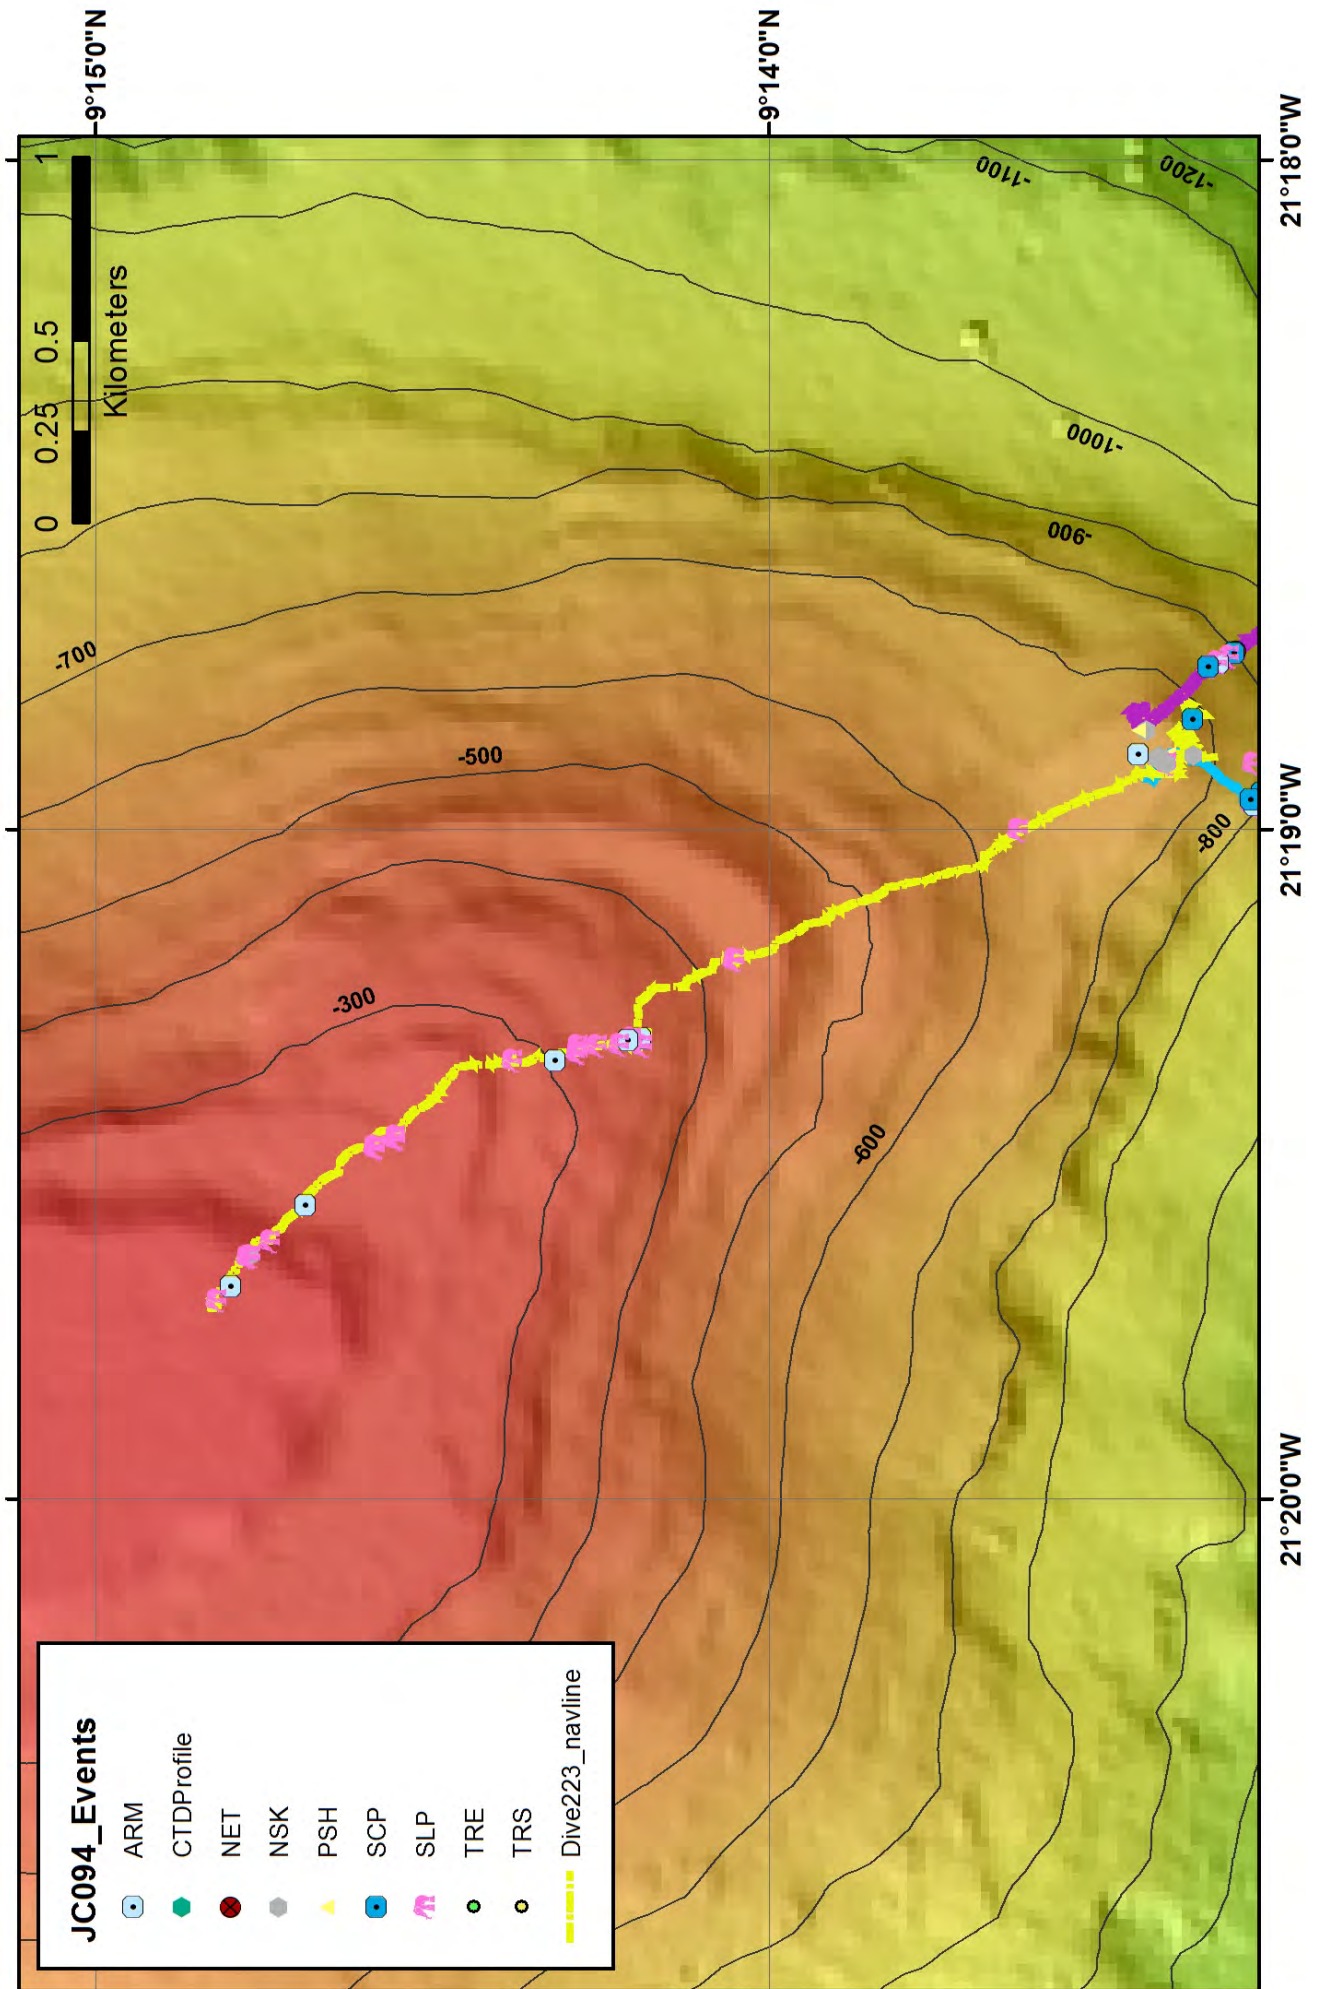 JC094_Events
ARM
CTDProfile
NET
NSK
PSH
SCP
SLP
TRE
TRS
Dive223_navline
0 0.25 0.5 1
Kilometers
9°15'0"N
9°14'0"N
21°20'0"W
21°19'0"W
21°18'0"W
-700
-500
-300
-600
-800
-900
-1000
-1100
-1200